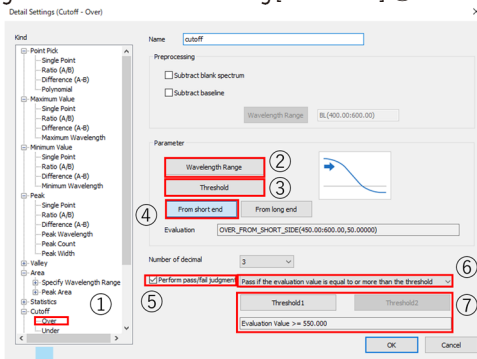 Detail Settings (Cutoff - Over)
Kind
Point Pick
Single Point
Ratio (A/B)
Difference (A-B)
Polynomial
Maximum Value
Single Point
Ratio (A/B)
Difference (A-B)
Maximum Wavelength
Minimum Value
Single Point
Ratio (A/B)
Difference (A-B)
Minimum Wavelength
Peak
Single Point
Ratio (A/B)
Difference (A-B)
Peak Wavelength
Peak Count
Peak Width
Valley
Area
Specify Wavelength Range
Peak Area
Statistics
Cutoff
① Over
Under
Name cutoff
Preprocessing
Subtract blank spectrum
Subtract baseline
Wavelength Range BL(400.00:600.00)
Parameter
Wavelength Range ②
Threshold ③
④ From short end From long end
Evaluation OVER_FROM_SHORT_SIDE(450.00:600.00,50.00000)
Number of decimal 3
⑥
Perform pass/fail judgment Pass if the evaluation value is equal to or more than the threshold
⑤
Threshold1 Threshold2 ⑦
Evaluation Value >= 550.000
OK Cancel